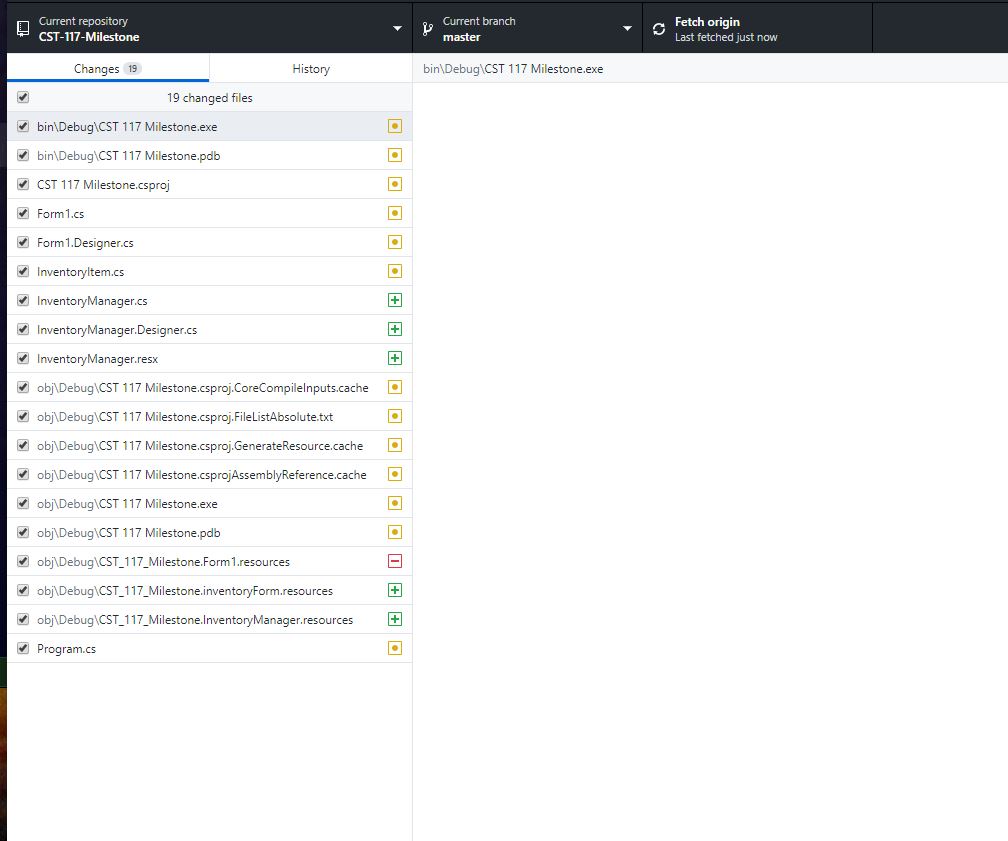 Current repository
CST-117-Milestone
Current branch
master
Fetch origin
Last fetched just now
Changes 19
History
bin\Debug\CST 117 Milestone.exe
19 changed files
bin\Debug\CST 117 Milestone.exe
bin\Debug\CST 117 Milestone.pdb
CST 117 Milestone.csproj
Form1.cs
Form1.Designer.cs
InventoryItem.cs
InventoryManager.cs
InventoryManager.Designer.cs
InventoryManager.resx
obj\Debug\CST 117 Milestone.csproj.CoreCompileInputs.cache
obj\Debug\CST 117 Milestone.csproj.FileListAbsolute.txt
obj\Debug\CST 117 Milestone.csproj.GenerateResource.cache
obj\Debug\CST 117 Milestone.csprojAssemblyReference.cache
obj\Debug\CST 117 Milestone.exe
obj\Debug\CST 117 Milestone.pdb
obj\Debug\CST_117_Milestone.Form1.resources
obj\Debug\CST_117_Milestone.inventoryForm.resources
obj\Debug\CST_117_Milestone.InventoryManager.resources
Program.cs